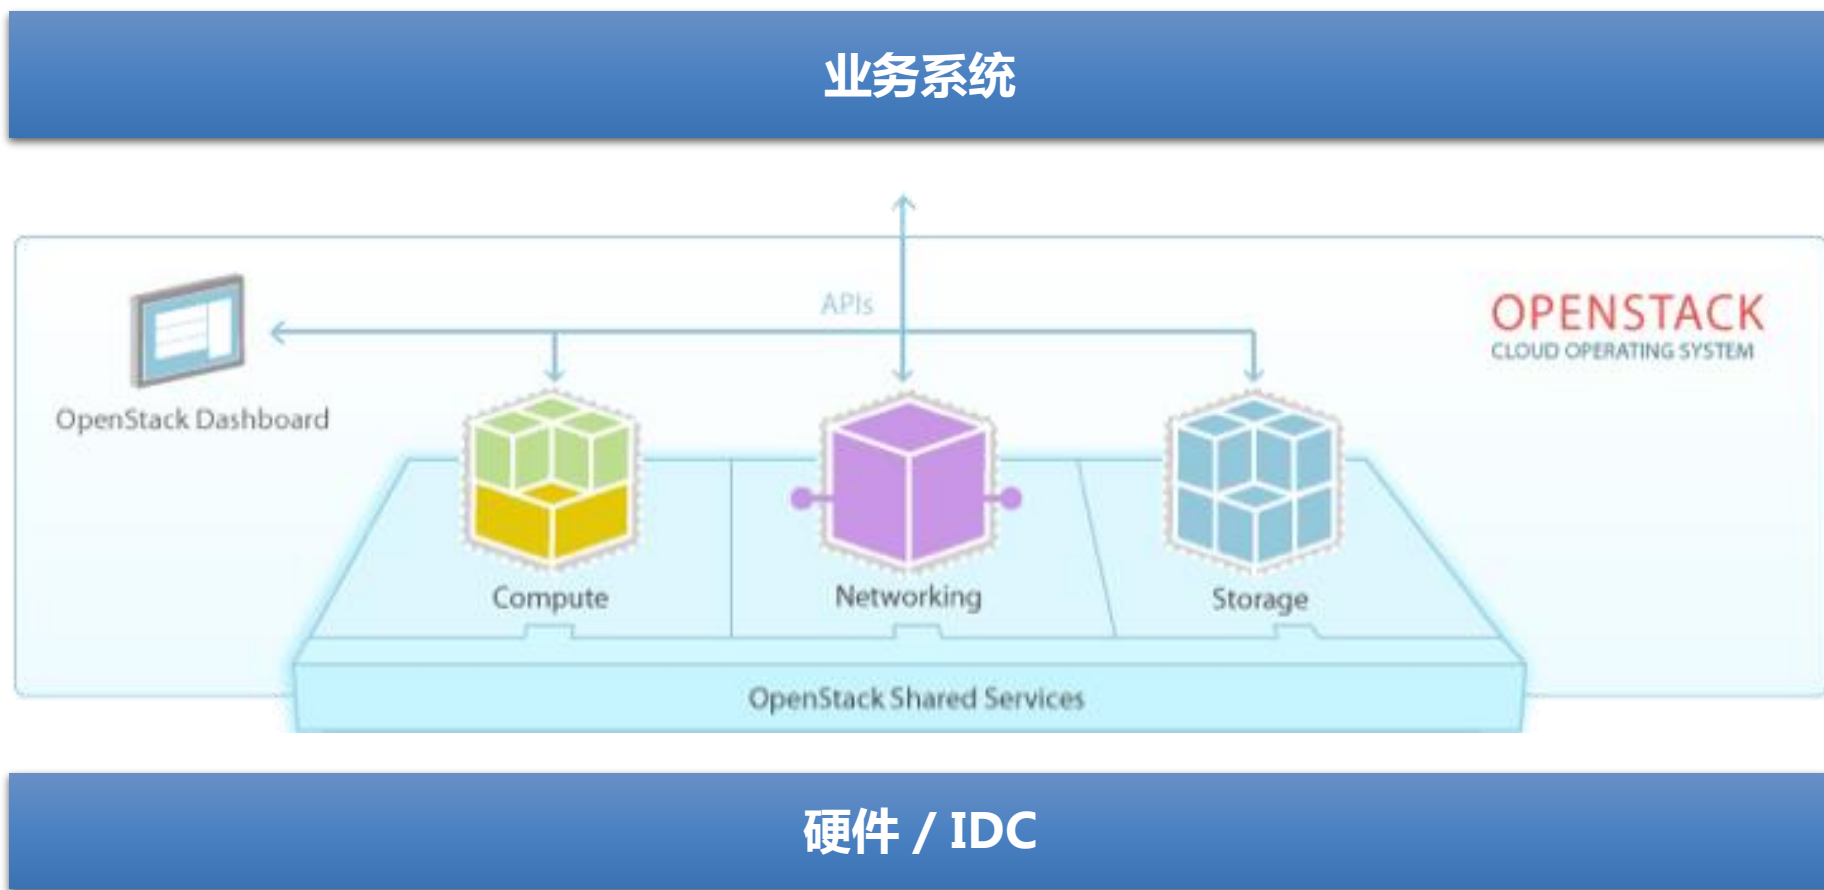 业务系统
APIs
OPENSTACK
CLOUD OPERATING SYSTEM
OpenStack Dashboard
Compute
Networking
Storage
OpenStack Shared Services
硬件 / IDC